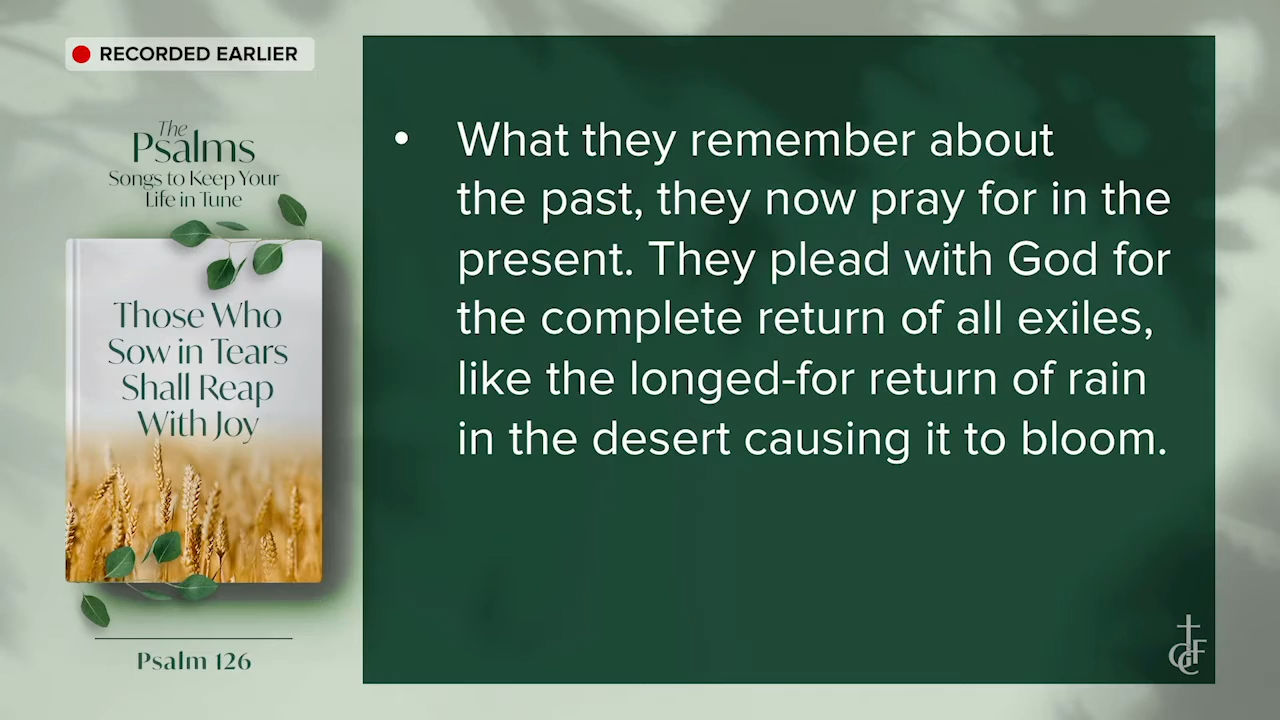 RECORDED EARLIER
The
Psalms
Songs to Keep Your
Life in Tune
Those Who
Sow in Tears
Shall Reap
With Joy
Psalm 126
• What they remember about
the past, they now pray for in the
present. They plead with God for
the complete return of all exiles,
like the longed-for return of rain
in the desert causing it to bloom.
GCF